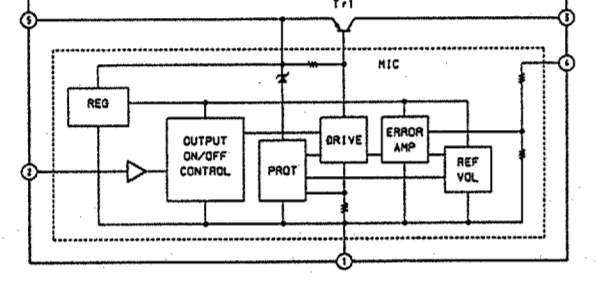 Tr1
5
3
MIC
4
REG
OUTPUT
ON/OFF
CONTROL
DRIVE
ERROR
AMP
PROT
REF
VOL
2
1